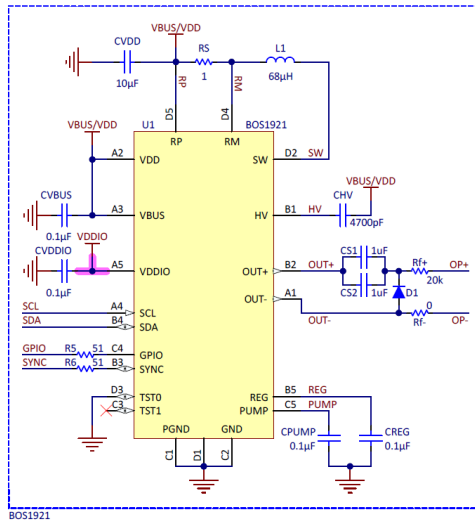 VBUS/VDD
CVDD
10µF
RS
1
L1
68µH
RP
RM
D5
D4
VBUS/VDD
U1
BOS1921
RP
RM
A2
VDD
SW
D2
SW
VBUS/VDD
CVBUS
0.1µF
A3
VBUS
HV
B1
HV
CHV
4700pF
VDDIO
CVDDIO
0.1µF
A5
VDDIO
OUT+
B2
OUT+
CS1
1uF
CS2
1uF
Rf+
20k
OP+
D1
OUT-
A1
OUT-
0
Rf-
OP-
SCL
A4
SCL
SDA
B4
SDA
GPIO
R5
51
C4
GPIO
SYNC
R6
51
B3
SYNC
D3
TST0
C3
TST1
REG
B5
REG
PUMP
C5
PUMP
PGND
GND
C1
D1
C2
CPUMP
0.1µF
CREG
0.1µF
BOS1921